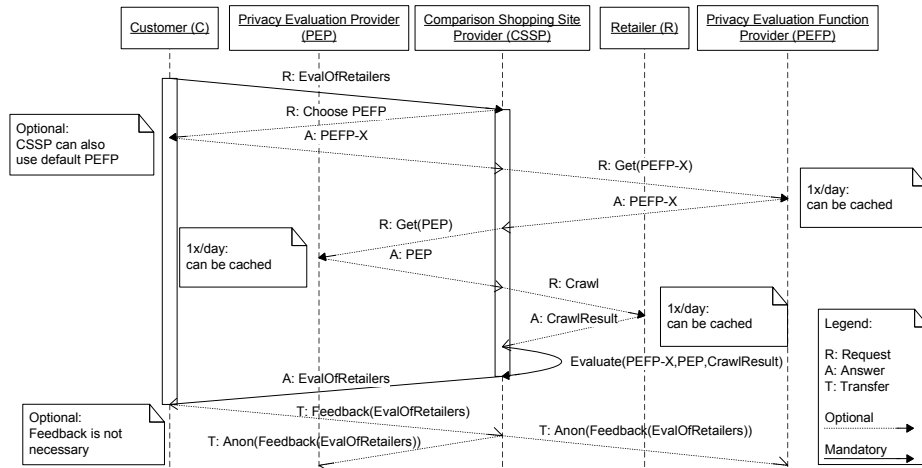 Customer (C)
Privacy Evaluation Provider
(PEP)
Comparison Shopping Site
Provider (CSSP)
Retailer (R)
Privacy Evaluation Function
Provider (PEFP)
R: EvalOfRetailers
R: Choose PEFP
Optional:
CSSP can also
use default PEFP
A: PEFP-X
R: Get(PEFP-X)
1x/day:
can be cached
A: PEFP-X
R: Get(PEP)
1x/day:
can be cached
A: PEP
R: Crawl
1x/day:
can be cached
A: CrawlResult
Evaluate(PEFP-X,PEP,CrawlResult)
A: EvalOfRetailers
Optional:
Feedback is not
necessary
T: Feedback(EvalOfRetailers)
T: Anon(Feedback(EvalOfRetailers))
T: Anon(Feedback(EvalOfRetailers))
Legend:
R: Request
A: Answer
T: Transfer
Optional
Mandatory